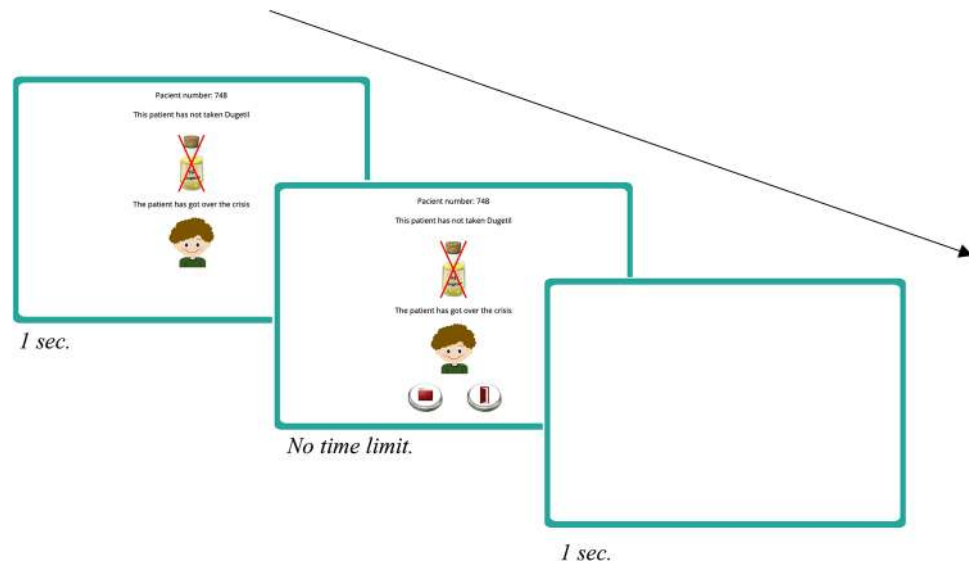 Pacient number: 748
This patient has not taken Dugetil
The patient has got over the crisis
1 sec.
Pacient number: 748
This patient has not taken Dugetil
The patient has got over the crisis
No time limit.
1 sec.